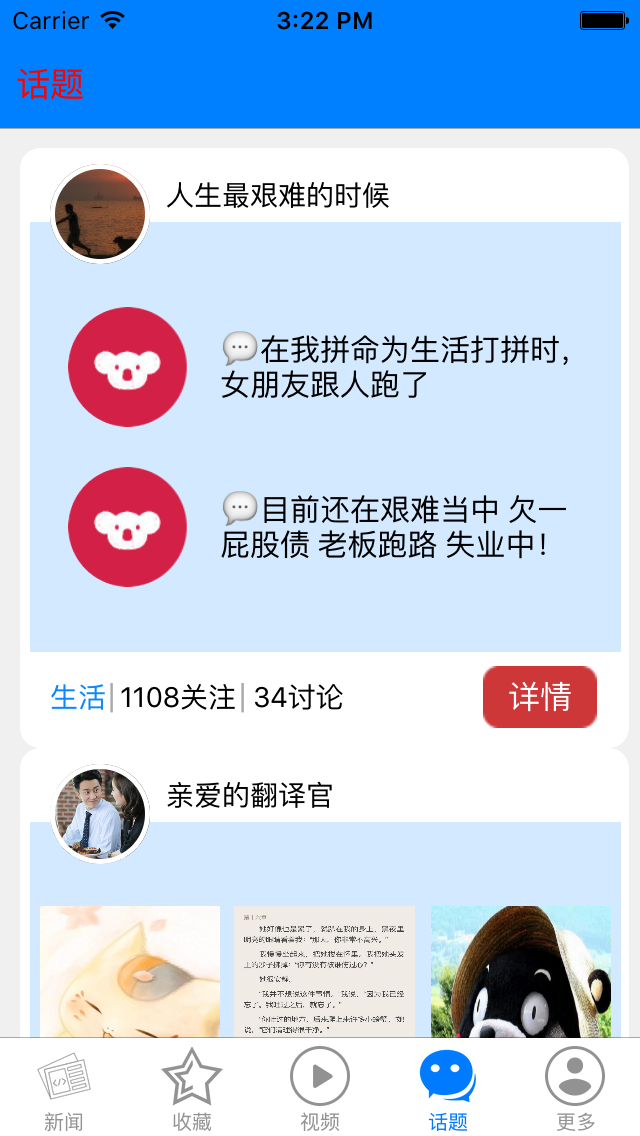 Carrier 3:22 PM
话题
人生最艰难的时候
💬在我拼命为生活打拼时，
女朋友跟人跑了
💬目前还在艰难当中 欠一
屁股债 老板跑路 失业中！
生活 1108关注 34讨论
详情
亲爱的翻译官
新闻 收藏 视频 话题 更多